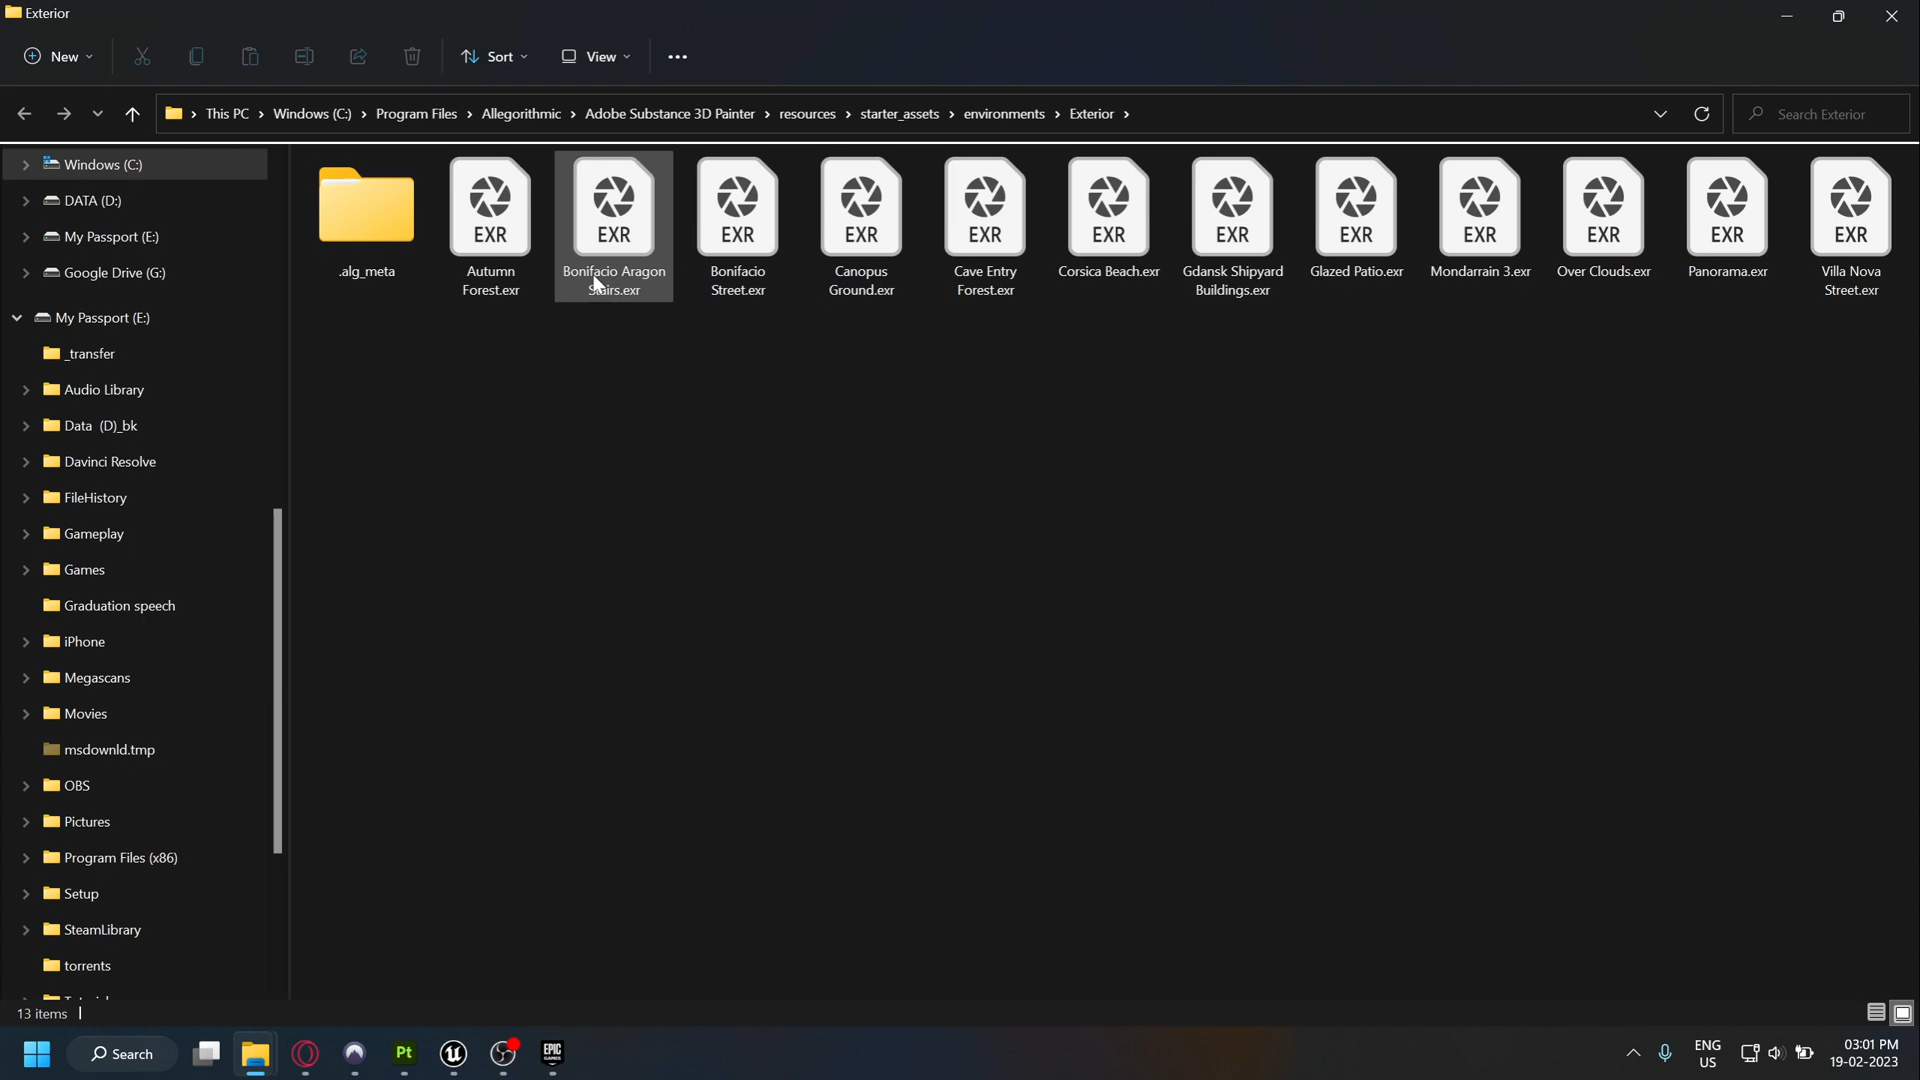 Exterior
New
Sort
View
This PC
Windows (C:)
Program Files
Allegorithmic
Adobe Substance 3D Painter
resources
starter_assets
environments
Exterior
Search Exterior
Windows (C:)
DATA (D:)
My Passport (E:)
Google Drive (G:)
My Passport (E:)
_transfer
Audio Library
Data (D)_bk
Davinci Resolve
FileHistory
Gameplay
Games
Graduation speech
iPhone
Megascans
Movies
msdownld.tmp
OBS
Pictures
Program Files (x86)
Setup
SteamLibrary
torrents
.alg_meta
EXR
Autumn
Forest.exr
EXR
Bonifacio Aragon
Stairs.exr
EXR
Bonifacio
Street.exr
EXR
Canopus
Ground.exr
EXR
Cave Entry
Forest.exr
EXR
Corsica Beach.exr
EXR
Gdansk Shipyard
Buildings.exr
EXR
Glazed Patio.exr
EXR
Mondarrain 3.exr
EXR
Over Clouds.exr
EXR
Panorama.exr
EXR
Villa Nova
Street.exr
13 items
Search
Pt
EPIC
GAMES
ENG
US
03:01 PM
19-02-2023